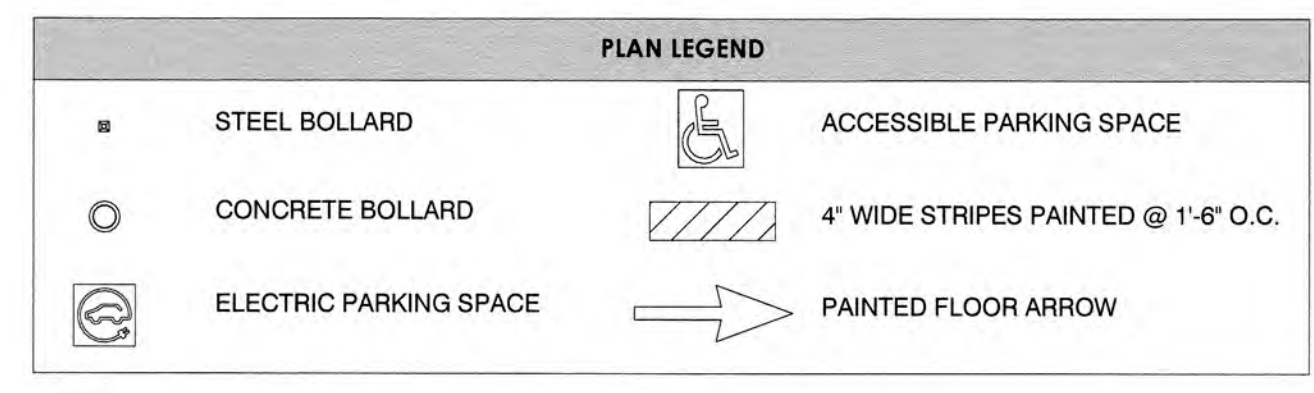 PLAN LEGEND
STEEL BOLLARD
ACCESSIBLE PARKING SPACE
CONCRETE BOLLARD
4" WIDE STRIPES PAINTED @ 1'-6" O.C.
ELECTRIC PARKING SPACE
PAINTED FLOOR ARROW